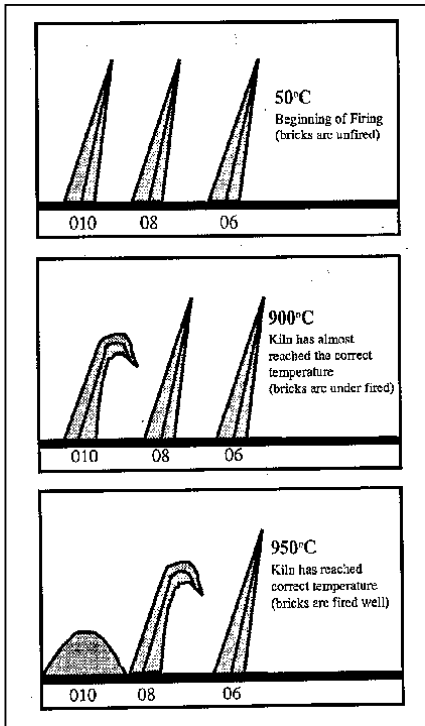 50°C
Beginning of Firing
(bricks are unfired)
010 08 06
900°C
Kiln has almost
reached the correct
temperature
(bricks are under fired)
010 08 06
950°C
Kiln has reached
correct temperature
(bricks are fired well)
010 08 06